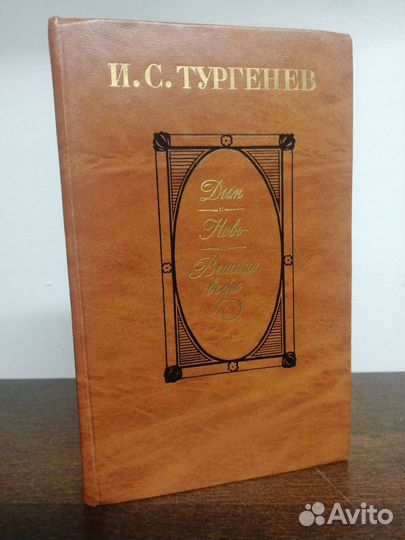 И. С. ТУРГЕНЕВ
Дым
Новь
Вешние
воды
Avito